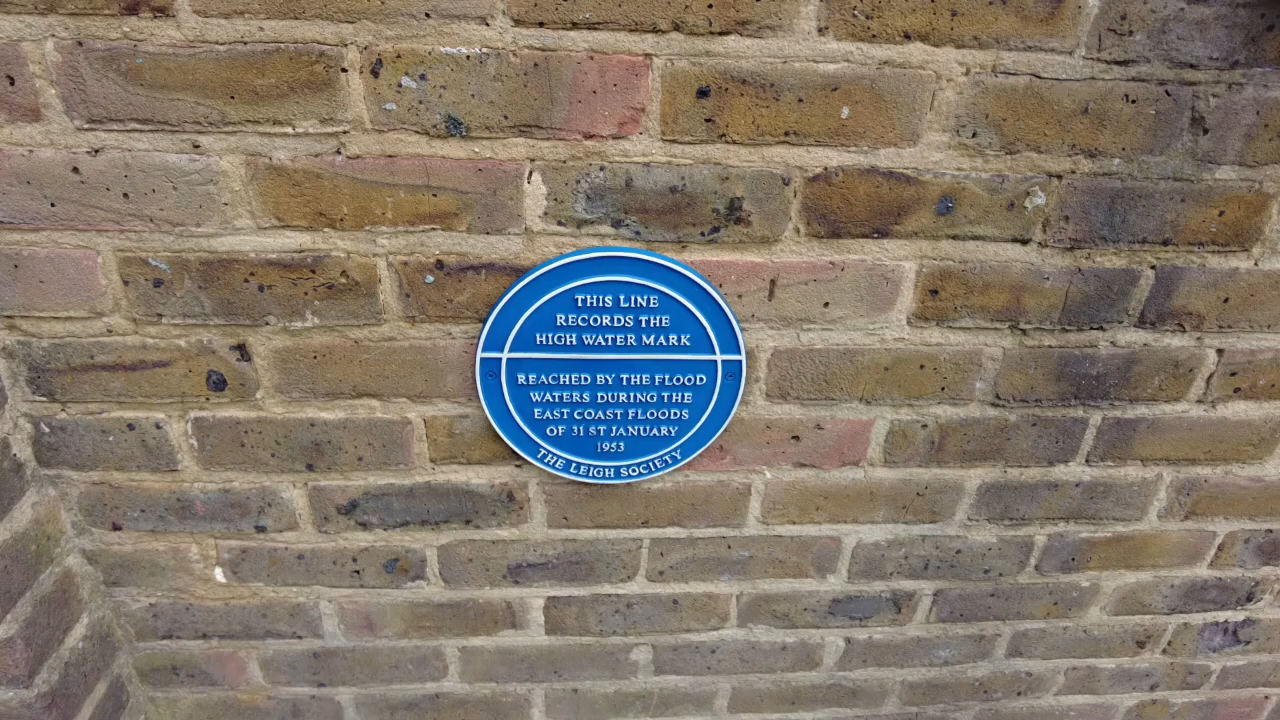 THIS LINE
RECORDS THE
HIGH WATER MARK
REACHED BY THE FLOOD
WATERS DURING THE
EAST COAST FLOODS
OF 31 ST JANUARY
1953
THE LEIGH SOCIETY